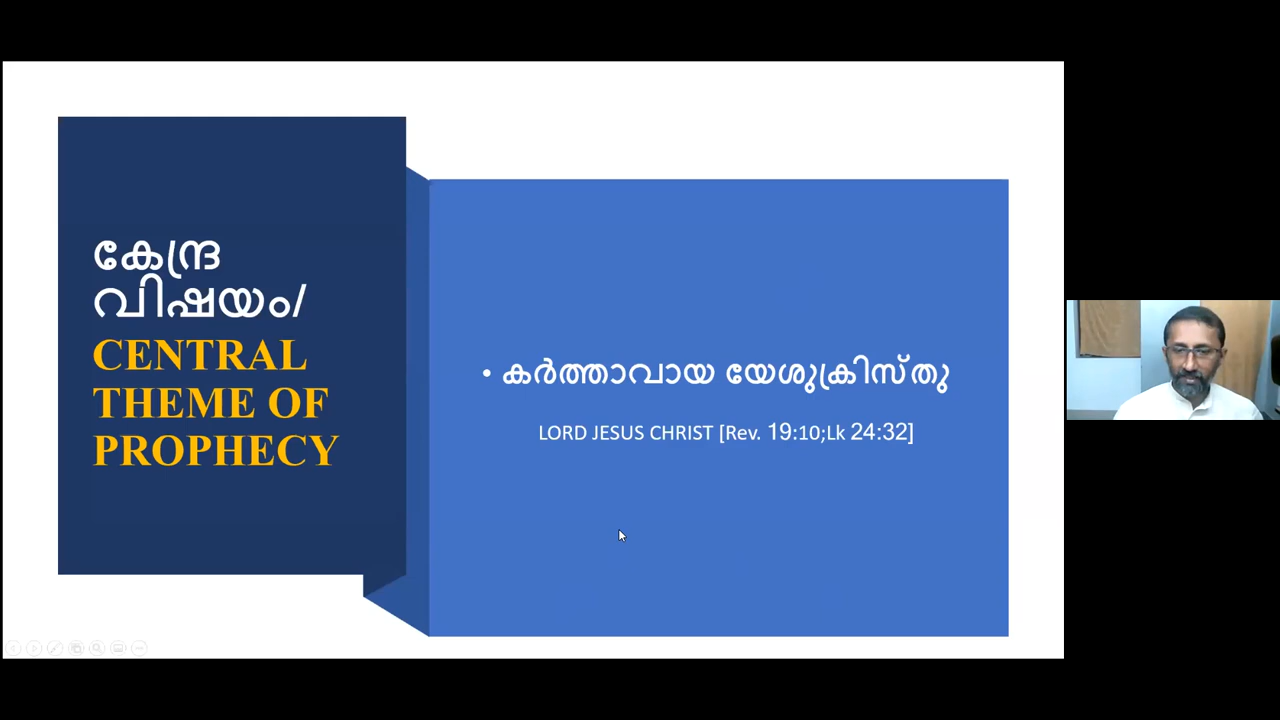 കേന്ദ്ര
വിഷയം/
CENTRAL
THEME OF
PROPHECY
• കർത്താവായ യേശുക്രിസ്തു
LORD JESUS CHRIST [Rev. 19:10;Lk 24:32]